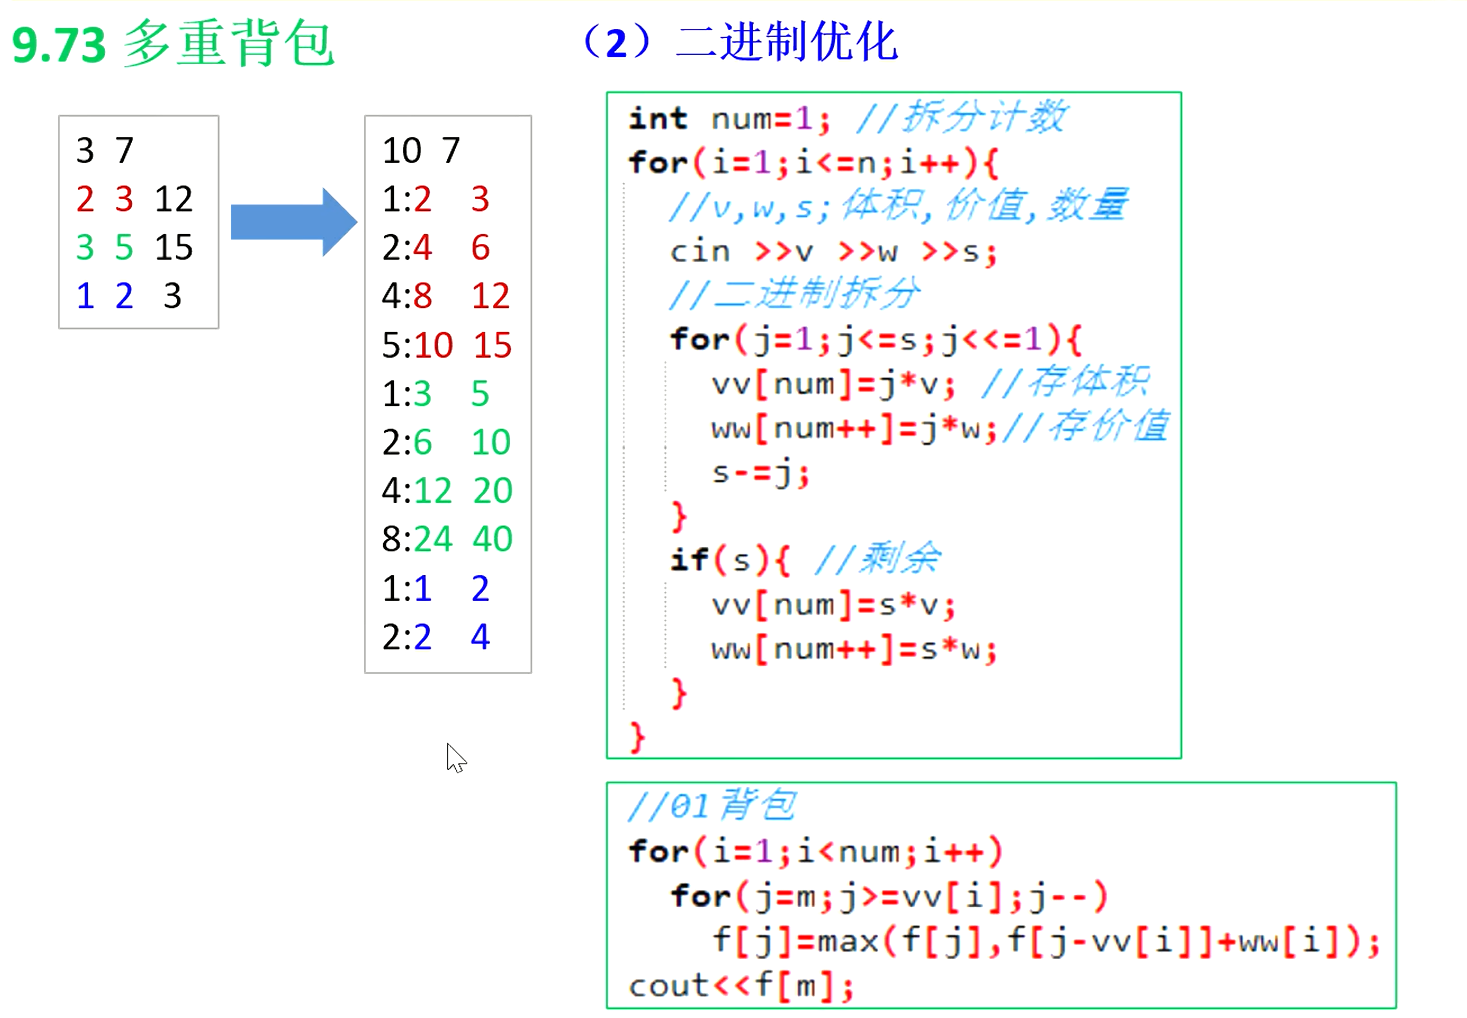 9.73 多重背包
（2）二进制优化
3 7
2 3 12
3 5 15
1 2 3
10 7
1:2 3
2:4 6
4:8 12
5:10 15
1:3 5
2:6 10
4:12 20
8:24 40
1:1 2
2:2 4
int num=1; //拆分计数
for(i=1;i<=n;i++){
//v,w,s;体积,价值,数量
cin >>v >>w >>s;
//二进制拆分
for(j=1;j<=s;j<<=1){
vv[num]=j*v; //存体积
ww[num++]=j*w;//存价值
s-=j;
}
if(s){ //剩余
vv[num]=s*v;
ww[num++]=s*w;
}
}
//01背包
for(i=1;i<num;i++)
for(j=m;j>=vv[i];j--)
f[j]=max(f[j],f[j-vv[i]]+ww[i]);
cout<<f[m];